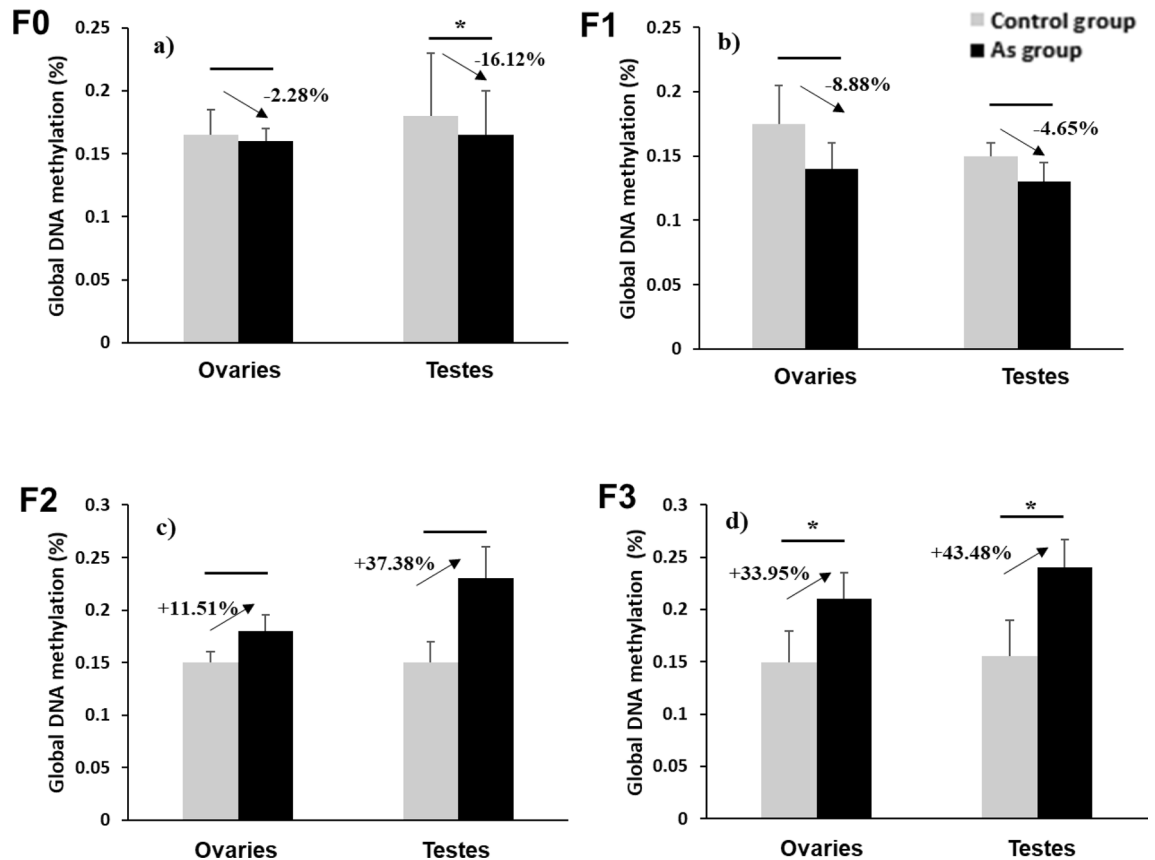 F0
a)
Global DNA methylation (%)
0.25
0.2
0.15
0.1
0.05
0
-2.28%
*
-16.12%
Ovaries
Testes
F1
b)
Control group
As group
Global DNA methylation (%)
0.25
0.2
0.15
0.1
0.05
0
-8.88%
-4.65%
Ovaries
Testes
F2
c)
Global DNA methylation (%)
0.3
0.25
0.2
0.15
0.1
0.05
0
+11.51%
+37.38%
Ovaries
Testes
F3
d)
Global DNA methylation (%)
0.3
0.25
0.2
0.15
0.1
0.05
0
*
+33.95%
*
+43.48%
Ovaries
Testes